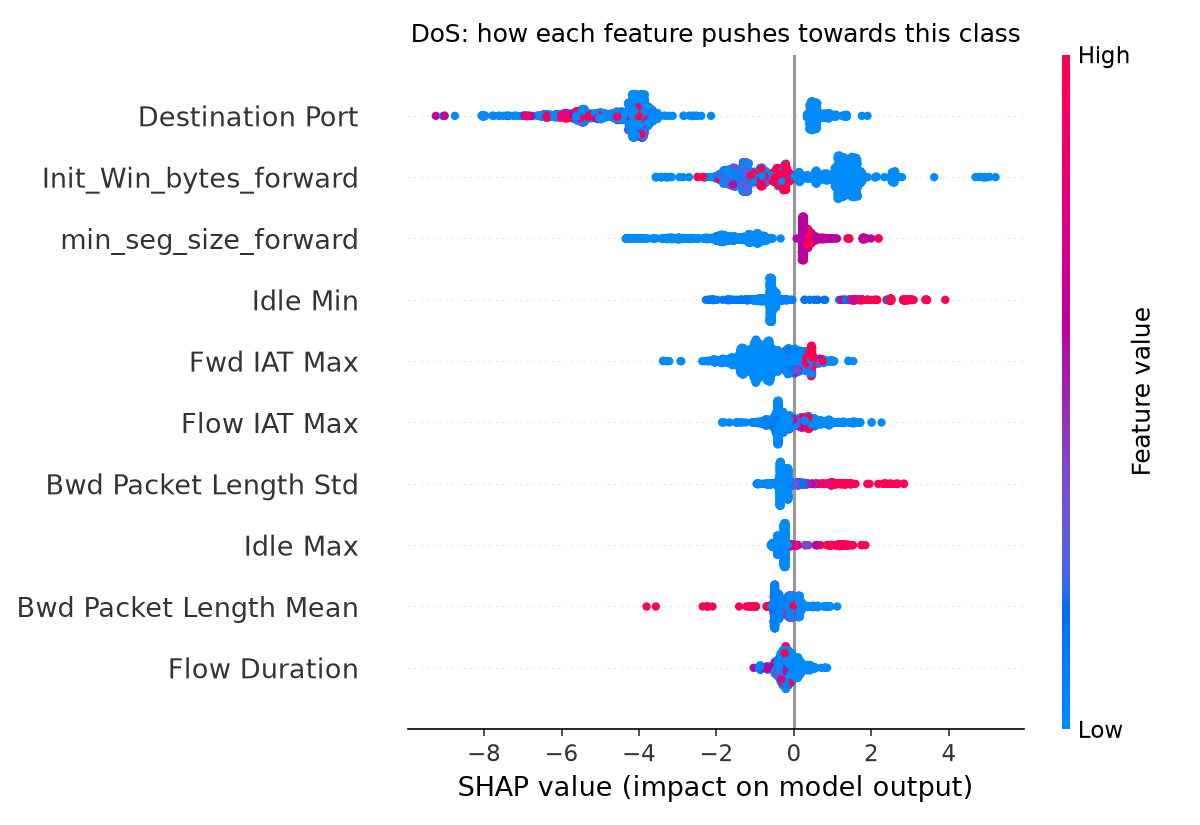 DoS: how each feature pushes towards this class
High
Destination Port
Init_Win_bytes_forward
min_seg_size_forward
Idle Min
Fwd IAT Max
Flow IAT Max
Bwd Packet Length Std
Idle Max
Bwd Packet Length Mean
Flow Duration
Feature value
Low
−8 −6 −4 −2 0 2 4
SHAP value (impact on model output)